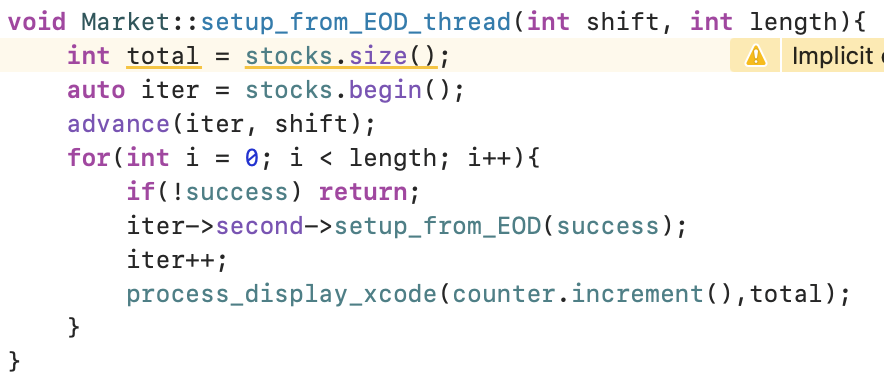 void Market::setup_from_EOD_thread(int shift, int length){
    int total = stocks.size();  Implicit
    auto iter = stocks.begin();
    advance(iter, shift);
    for(int i = 0; i < length; i++){
        if(!success) return;
        iter->second->setup_from_EOD(success);
        iter++;
        process_display_xcode(counter.increment(),total);
    }
}